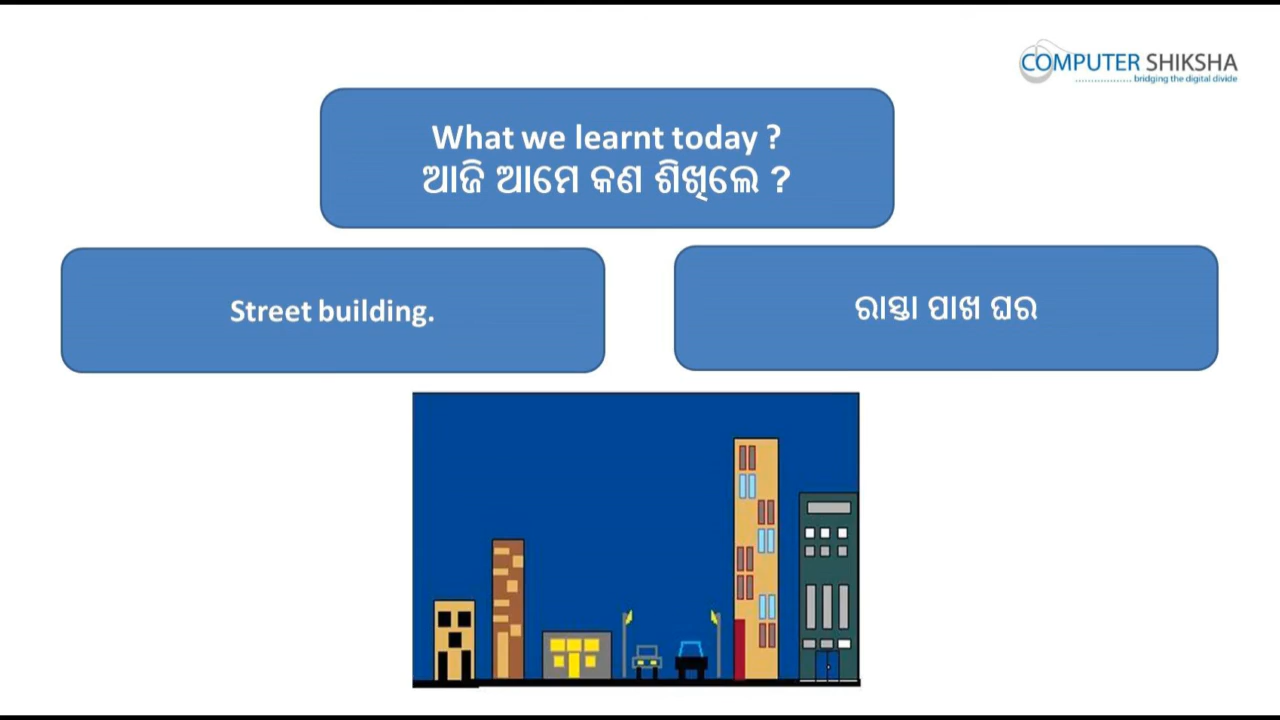 COMPUTER SHIKSHA
bridging the digital divide
What we learnt today ?
ଆଜି ଆମେ କଣ ଶିଖିଲେ ?
Street building.
ରାସ୍ତା ପାଖ ଘର